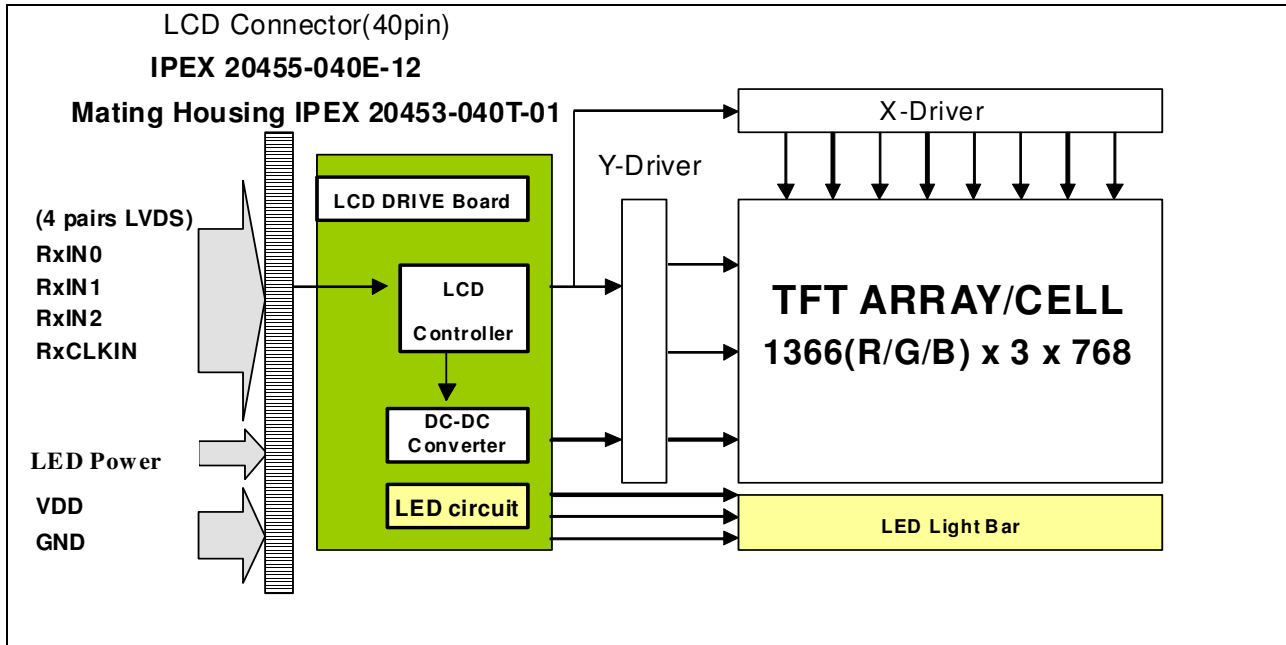 LCD Connector(40pin)
IPEX 20455-040E-12
Mating Housing IPEX 20453-040T-01
X-Driver
Y-Driver
LCD DRIVE Board
(4 pairs LVDS)
RxIN0
RxIN1
RxIN2
RxCLKIN
LCD
Controller
TFT ARRAY/CELL
1366(R/G/B) x 3 x 768
DC-DC
Converter
LED Power
VDD
GND
LED circuit
LED Light Bar